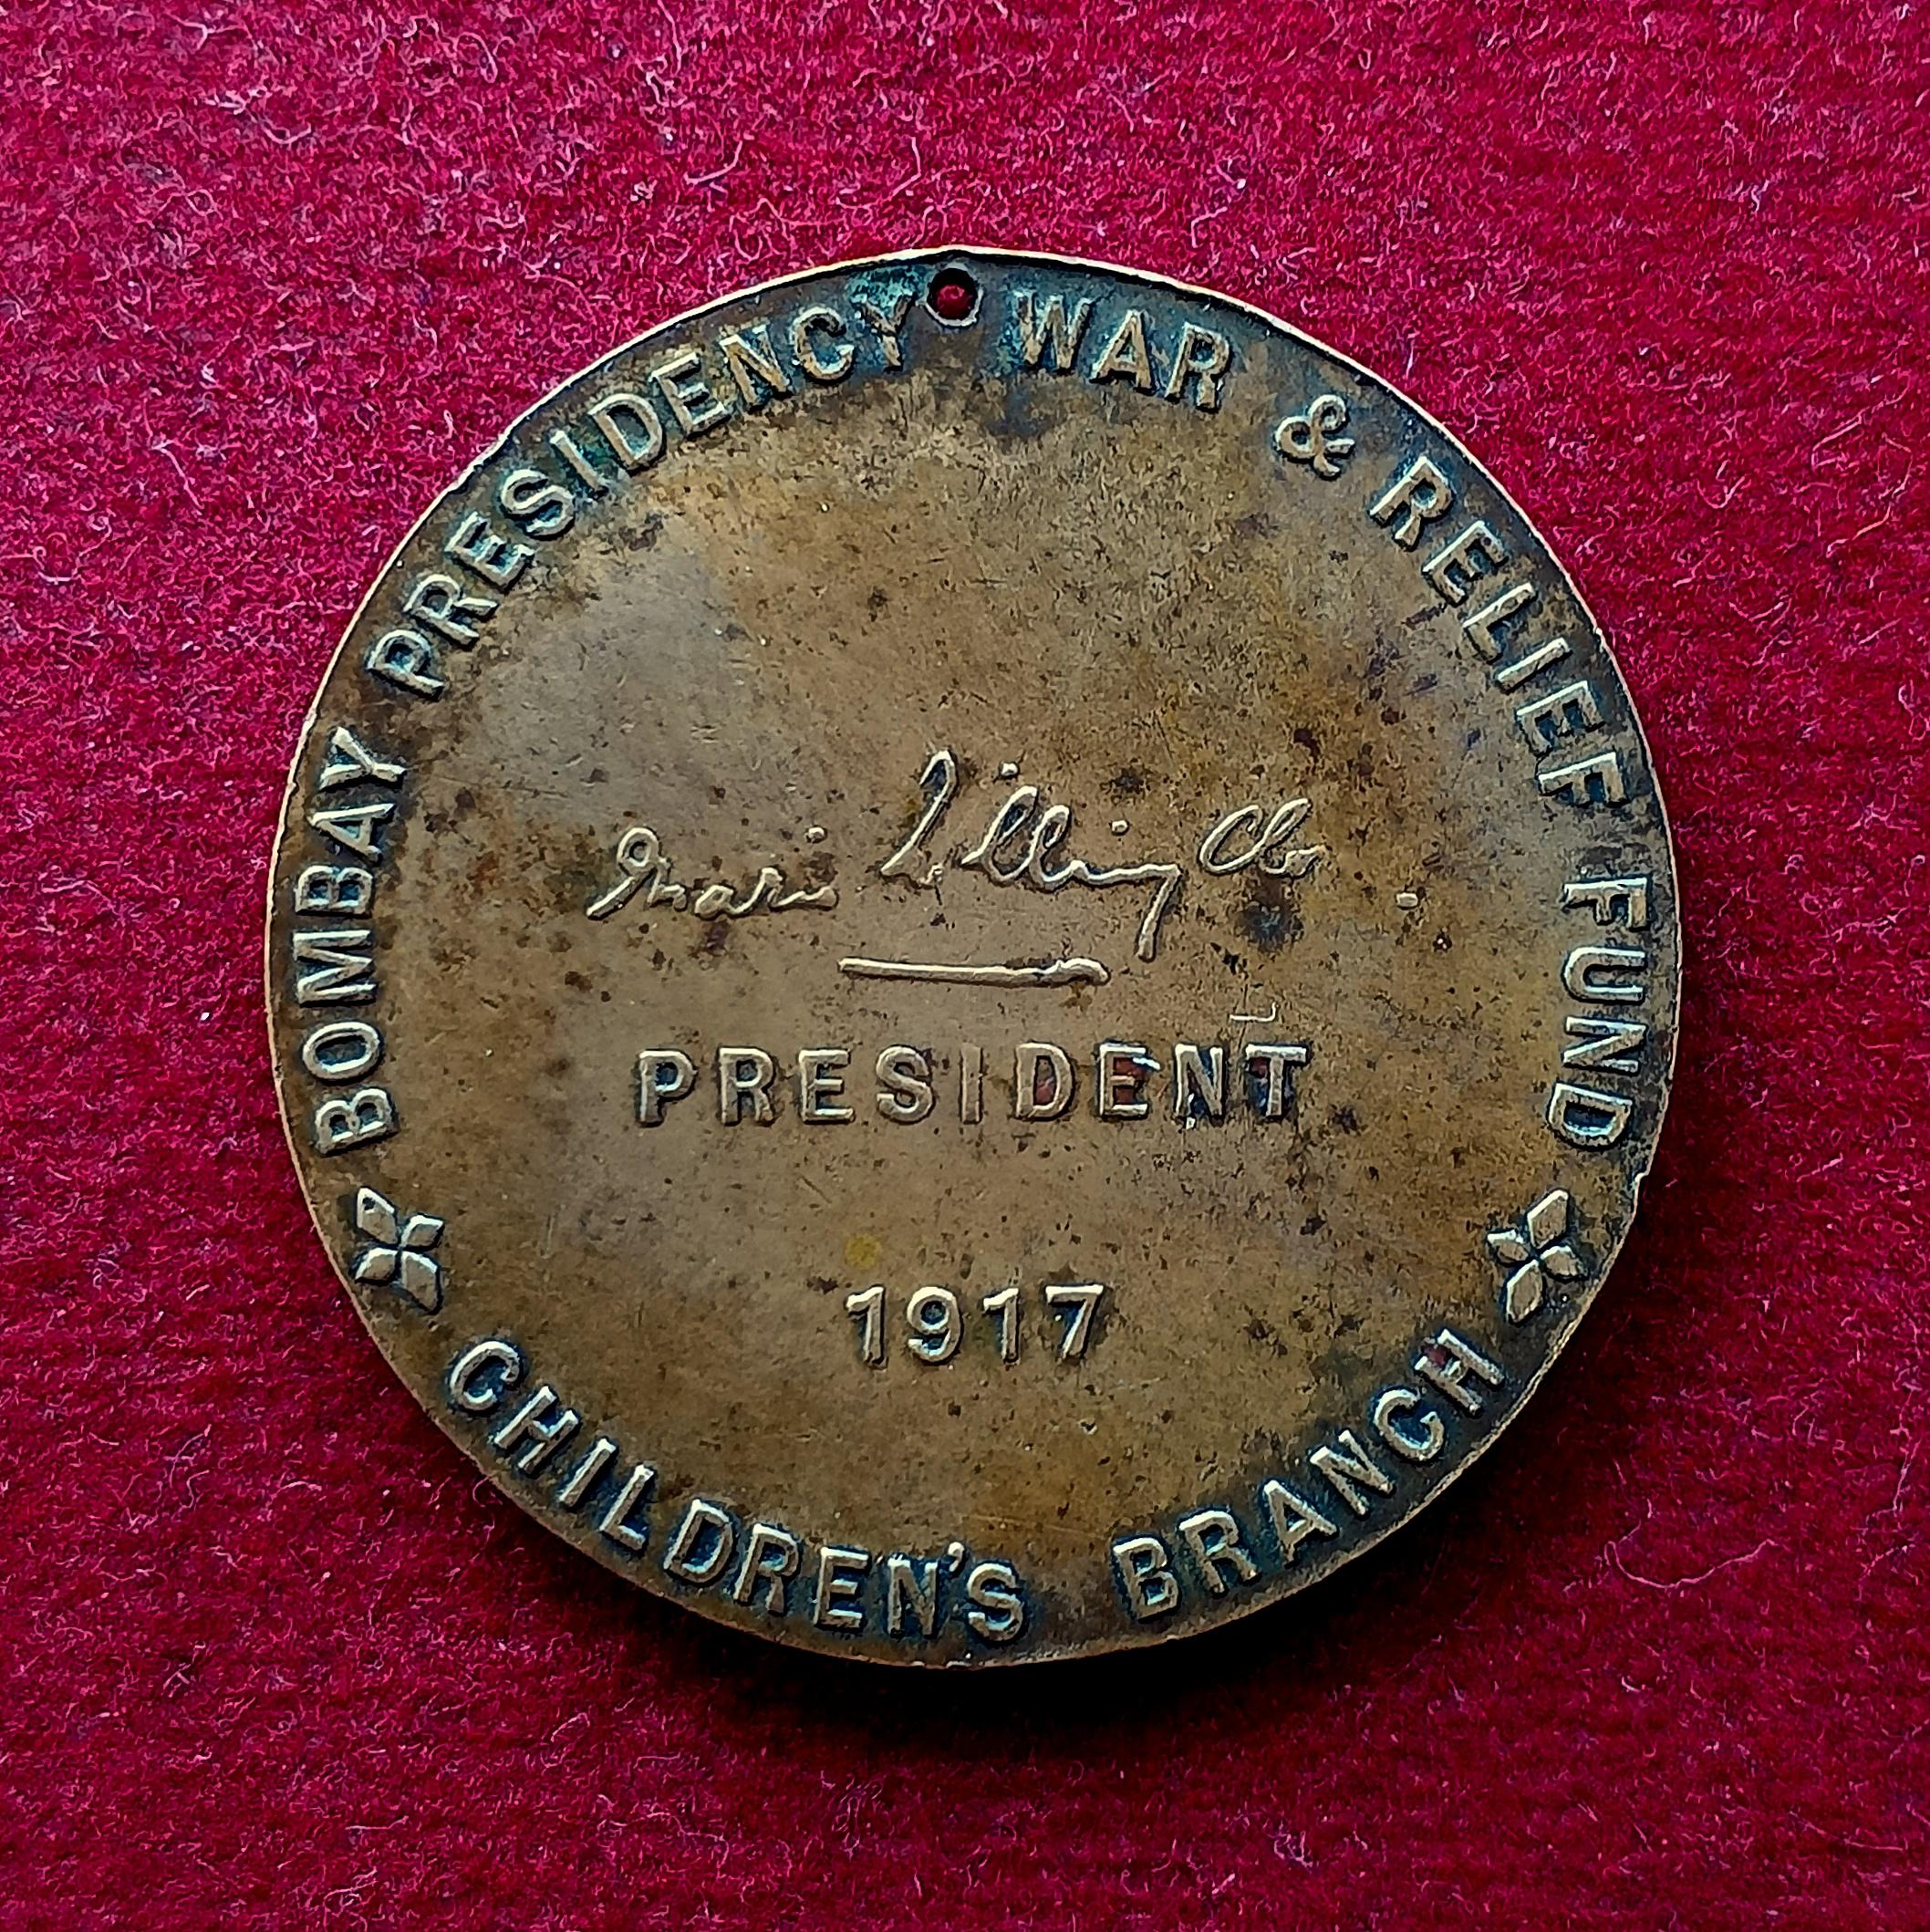 BOMBAY PRESIDENCY WAR & RELIEF FUND
PRESIDENT
1917
CHILDREN'S BRANCH